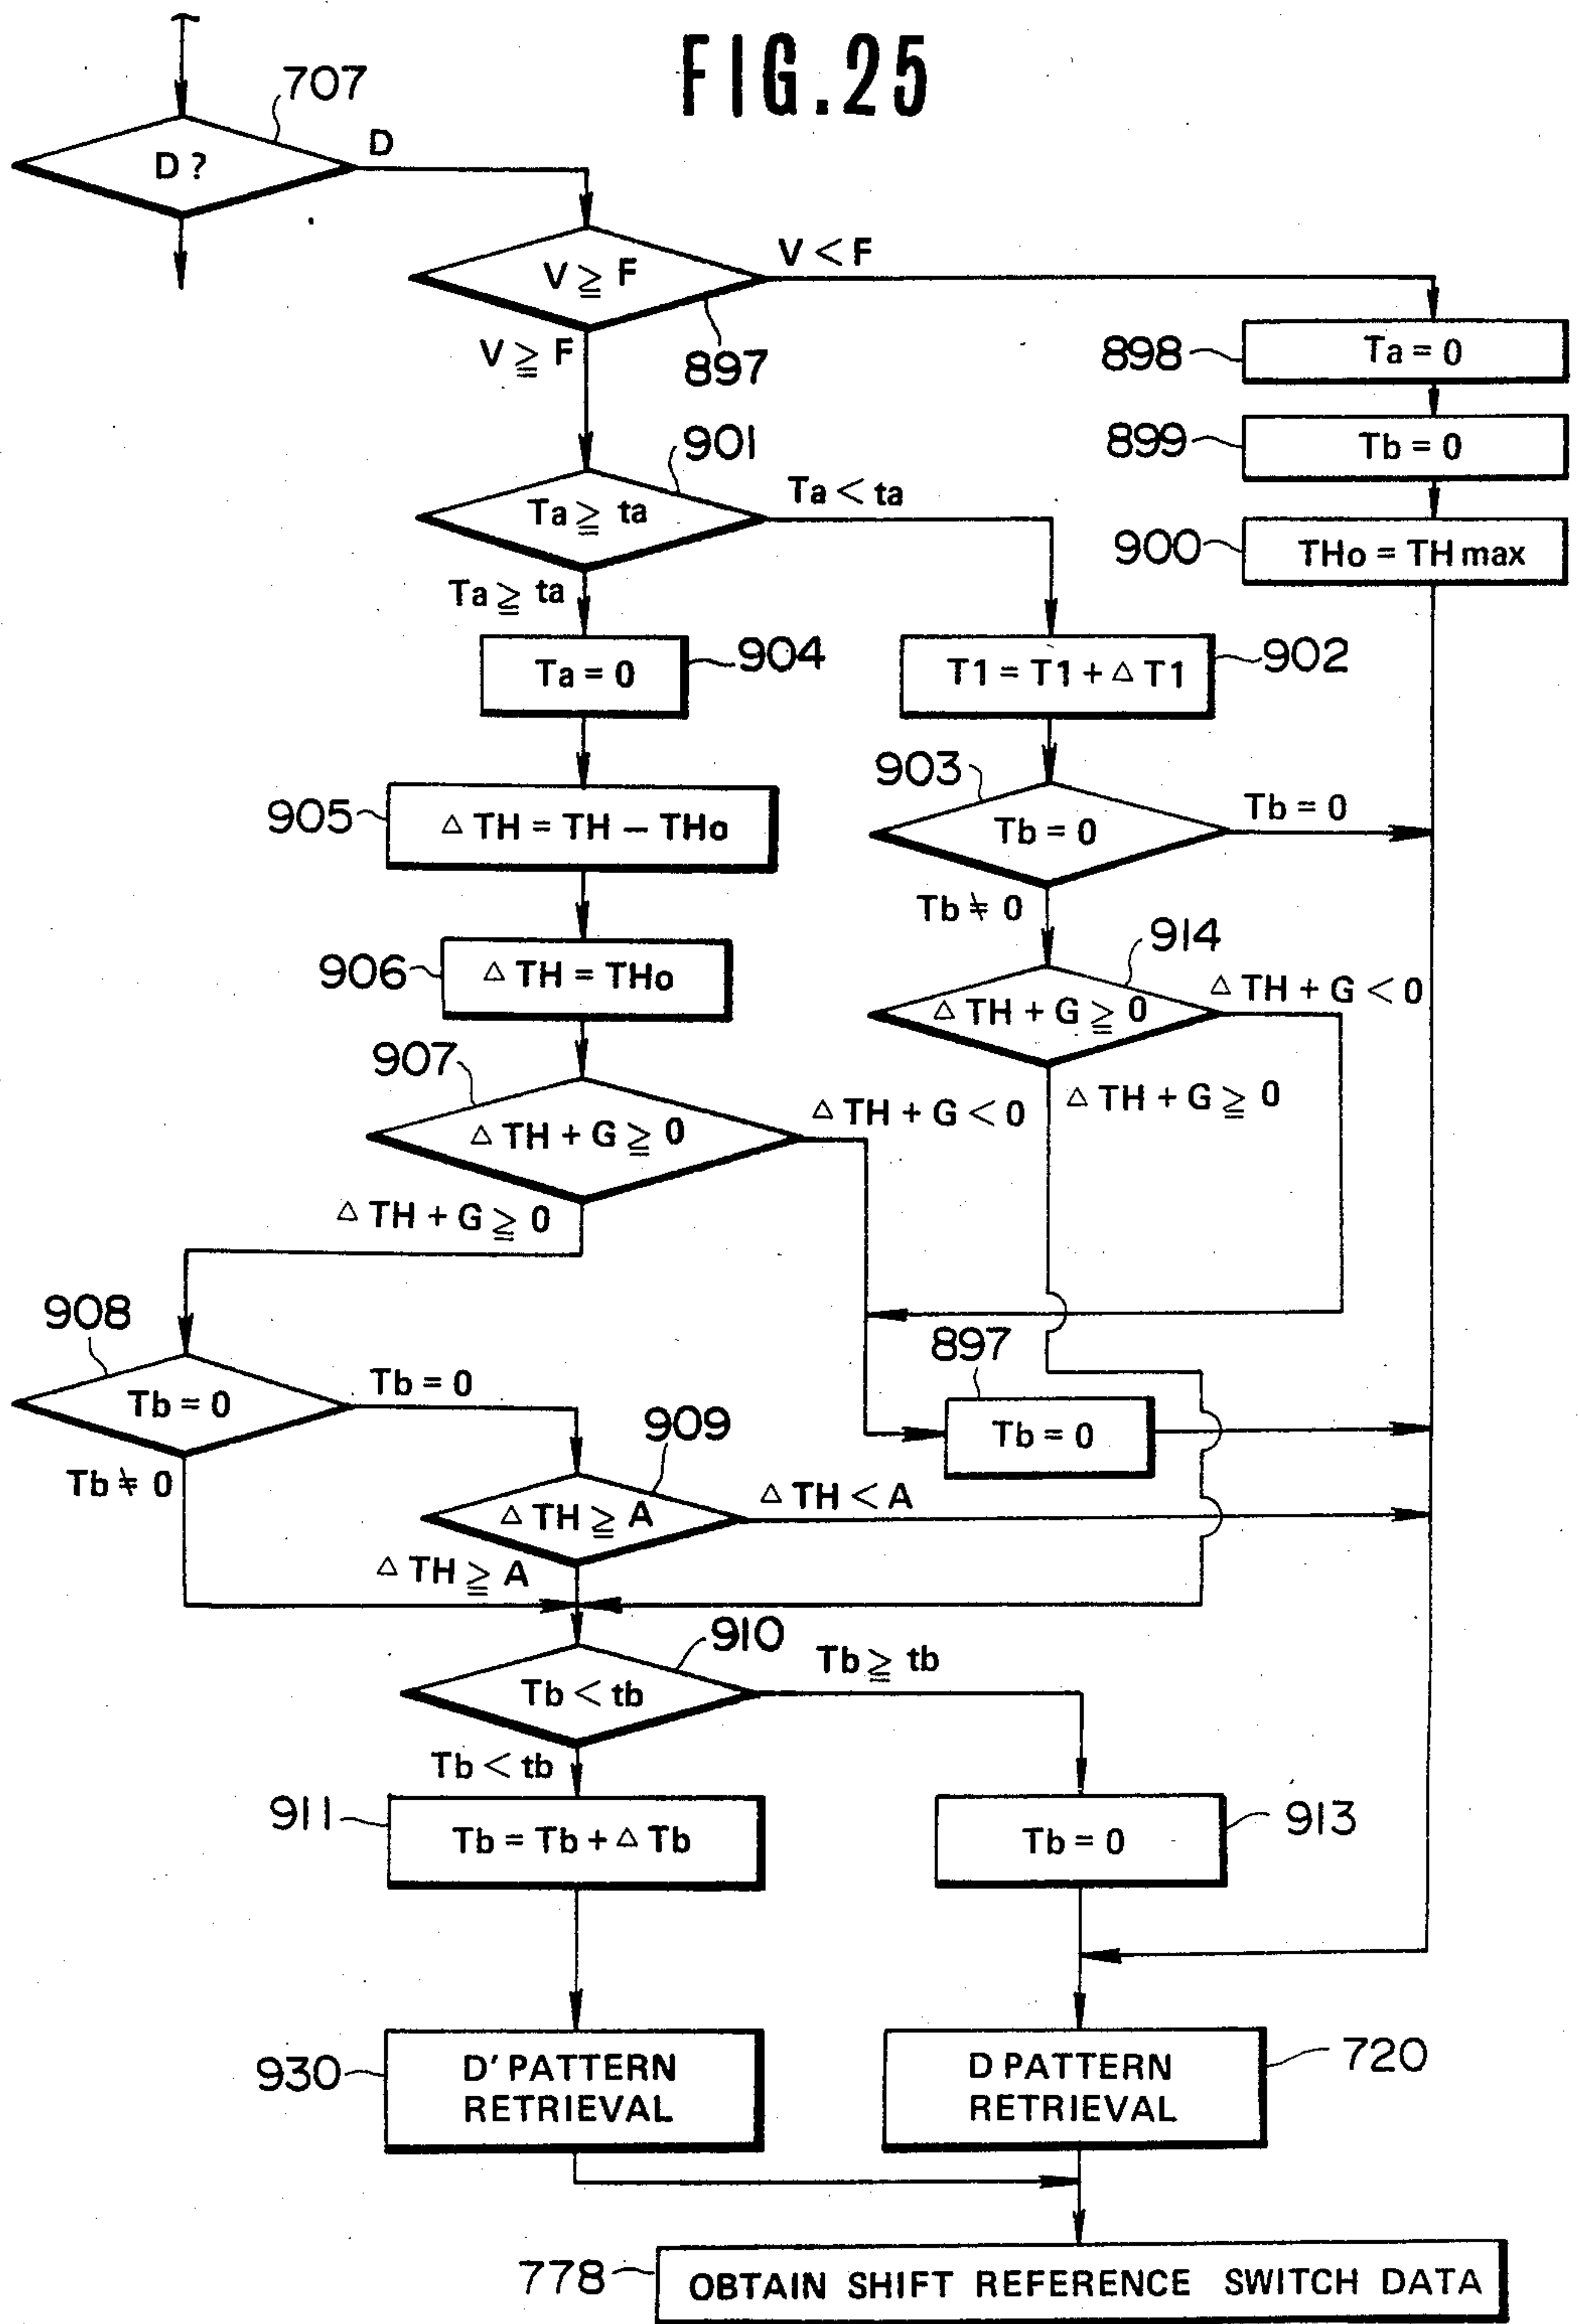 FIG.25
707
D ?
D
V ≧ F
V < F
V ≧ F
897
898
Ta = 0
899
Tb = 0
900
THo = TH max
901
Ta ≧ ta
Ta < ta
Ta ≧ ta
Ta = 0
904
T1 = T1 + △ T1
902
903
Tb = 0
Tb = 0
Tb ≠ 0
905
△ TH = TH − THo
906
△ TH = THo
914
△ TH + G ≧ 0
△ TH + G < 0
△ TH + G ≧ 0
907
△ TH + G ≧ 0
△ TH + G < 0
△ TH + G ≧ 0
908
Tb = 0
Tb = 0
Tb ≠ 0
897
Tb = 0
909
△ TH ≧ A
△ TH < A
△ TH ≧ A
910
Tb < tb
Tb ≧ tb
Tb < tb
911
Tb = Tb + △ Tb
Tb = 0
913
930
D' PATTERN
RETRIEVAL
D PATTERN
RETRIEVAL
720
778
OBTAIN SHIFT REFERENCE SWITCH DATA